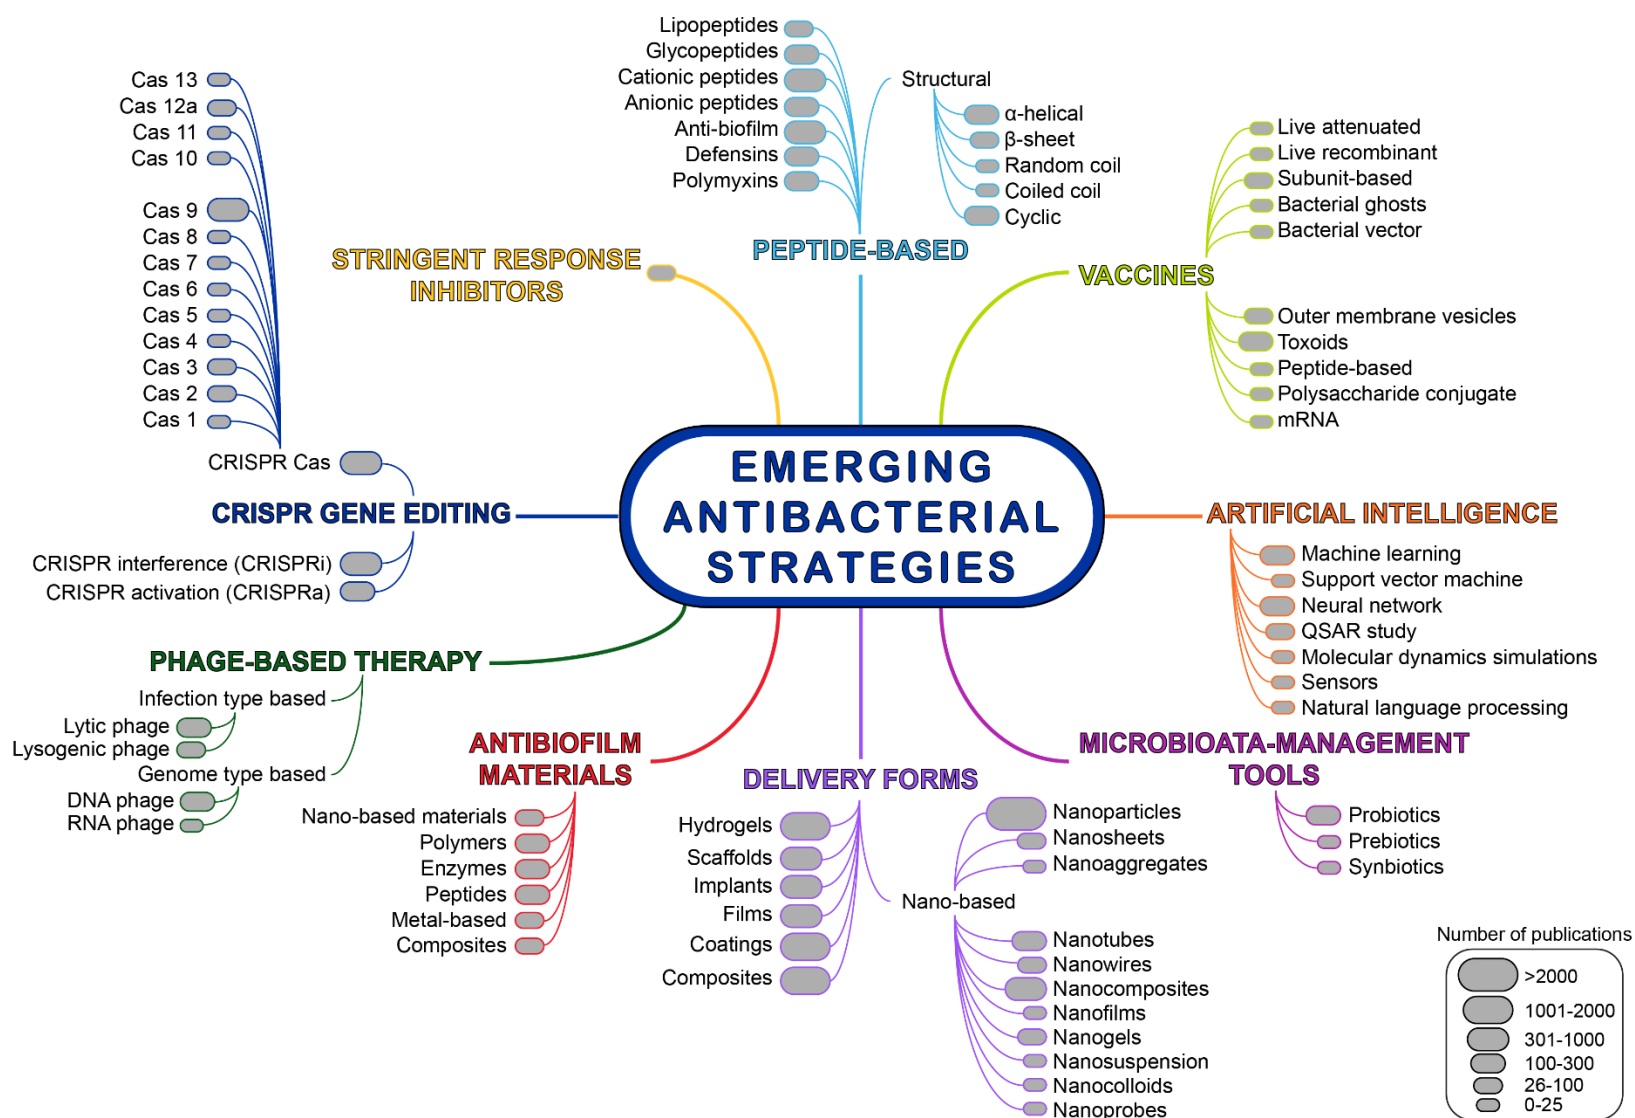 Lipopeptides
Glycopeptides
Cationic peptides
Anionic peptides
Anti-biofilm
Defensins
Polymyxins
Structural
α-helical
β-sheet
Random coil
Coiled coil
Cyclic
PEPTIDE-BASED
Cas 13
Cas 12a
Cas 11
Cas 10
Cas 9
Cas 8
Cas 7
Cas 6
Cas 5
Cas 4
Cas 3
Cas 2
Cas 1
CRISPR Cas
CRISPR GENE EDITING
CRISPR interference (CRISPRi)
CRISPR activation (CRISPRa)
STRINGENT RESPONSE
INHIBITORS
Live attenuated
Live recombinant
Subunit-based
Bacterial ghosts
Bacterial vector
VACCINES
Outer membrane vesicles
Toxoids
Peptide-based
Polysaccharide conjugate
mRNA
EMERGING
ANTIBACTERIAL
STRATEGIES
ARTIFICIAL INTELLIGENCE
Machine learning
Support vector machine
Neural network
QSAR study
Molecular dynamics simulations
Sensors
Natural language processing
PHAGE-BASED THERAPY
Infection type based
Lytic phage
Lysogenic phage
Genome type based
DNA phage
RNA phage
ANTIBIOFILM
MATERIALS
Nano-based materials
Polymers
Enzymes
Peptides
Metal-based
Composites
DELIVERY FORMS
Hydrogels
Scaffolds
Implants
Films
Coatings
Composites
Nano-based
Nanoparticles
Nanosheets
Nanoaggregates
Nanotubes
Nanowires
Nanocomposites
Nanofilms
Nanogels
Nanosuspension
Nanocolloids
Nanoprobes
MICROBIOATA-MANAGEMENT
TOOLS
Probiotics
Prebiotics
Synbiotics
Number of publications
>2000
1001-2000
301-1000
100-300
26-100
0-25